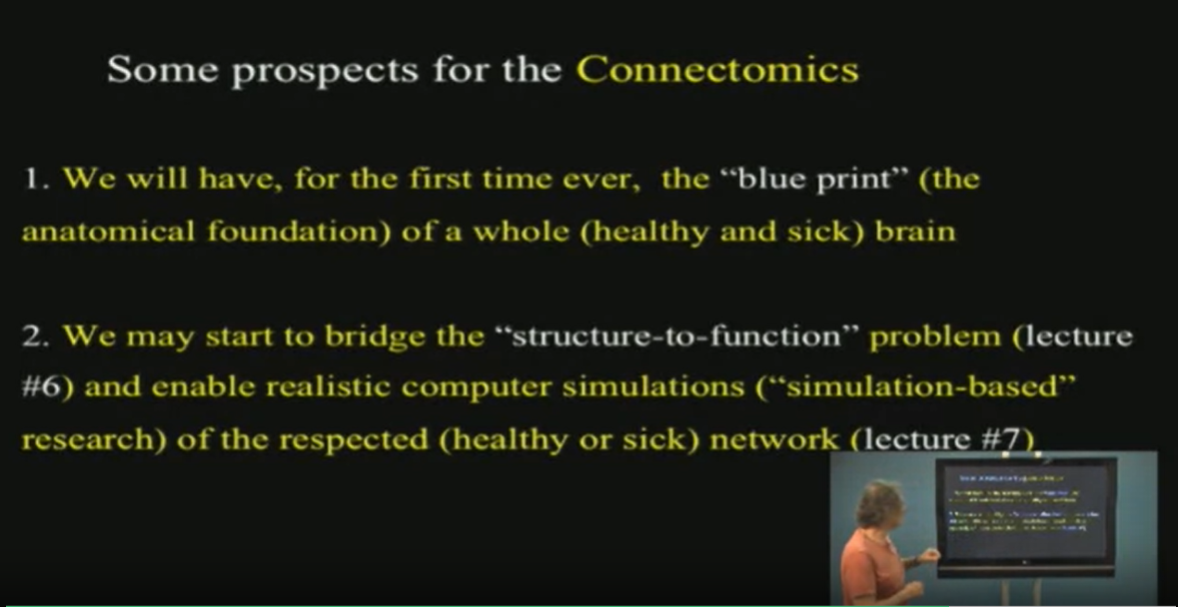 Some prospects for the Connectomics
1. We will have, for the first time ever, the “blue print” (the
anatomical foundation) of a whole (healthy and sick) brain
2. We may start to bridge the “structure-to-function” problem (lecture
#6) and enable realistic computer simulations (“simulation-based”
research) of the respected (healthy or sick) network (lecture #7)